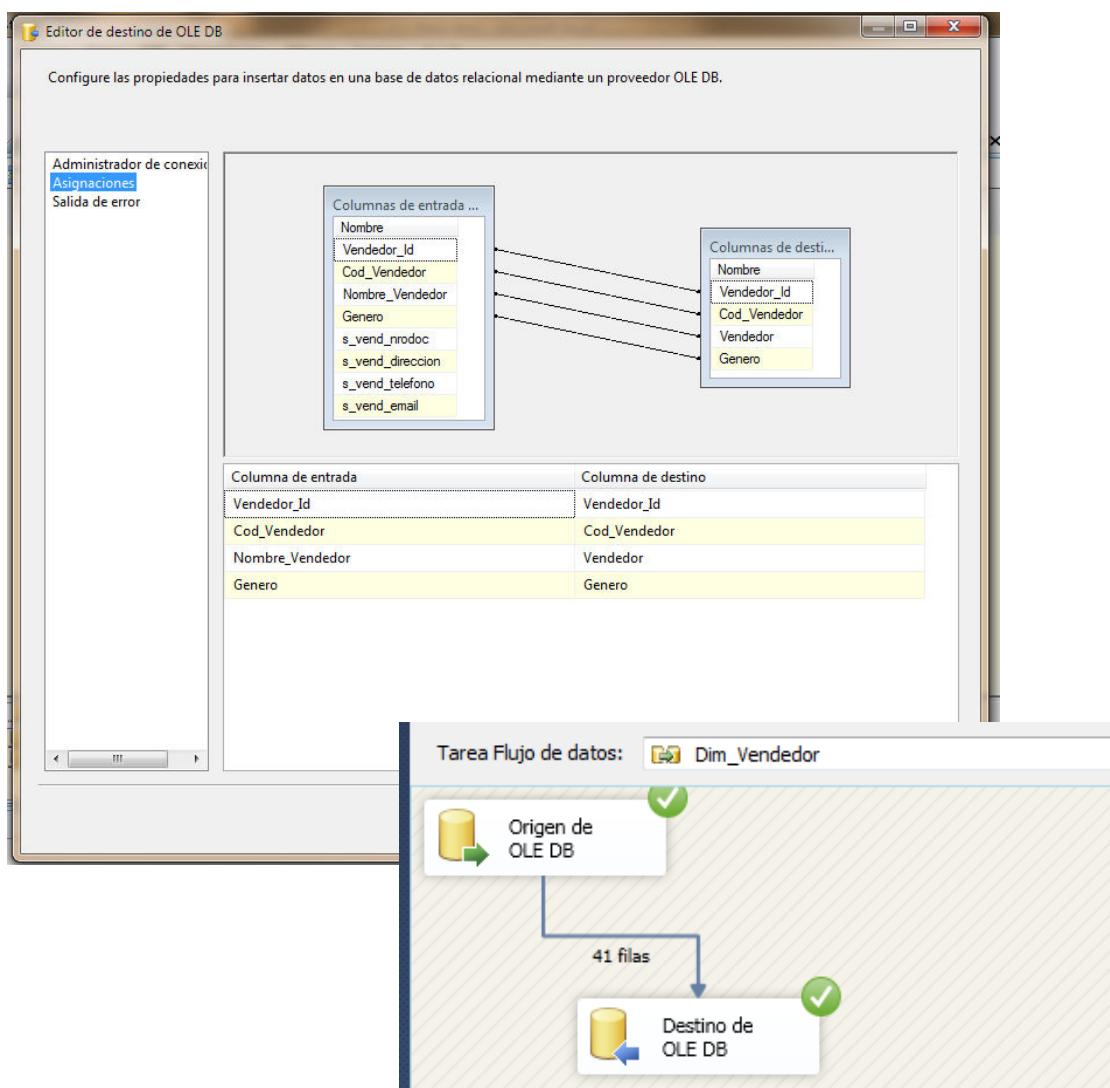 Editor de destino de OLE DB
Configure las propiedades para insertar datos en una base de datos relacional mediante un proveedor OLE DB.
Administrador de conexi
Asignaciones
Salida de error
Columnas de entrada ...
Nombre
Vendedor_Id
Cod_Vendedor
Nombre_Vendedor
Genero
s_vend_nrodoc
s_vend_direccion
s_vend_telefono
s_vend_email
Columnas de desti...
Nombre
Vendedor_Id
Cod_Vendedor
Vendedor
Genero
Columna de entrada Columna de destino
Vendedor_Id Vendedor_Id
Cod_Vendedor Cod_Vendedor
Nombre_Vendedor Vendedor
Genero Genero
Tarea Flujo de datos: Dim_Vendedor
Origen de
OLE DB
41 filas
Destino de
OLE DB